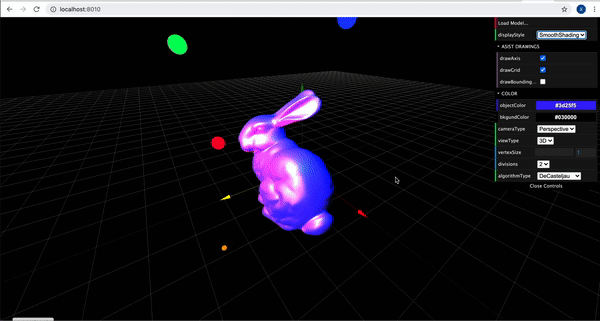 localhost:8010
Load Model...
displayStyle SmoothShading
ASIST DRAWINGS
drawAxis
drawGrid
drawBounding...
COLOR
objectColor #3d25f5
bkgundColor #030000
cameraType Perspective
viewType 3D
vertexSize 1
divisions 2
algorithmType DeCasteljau
Close Controls